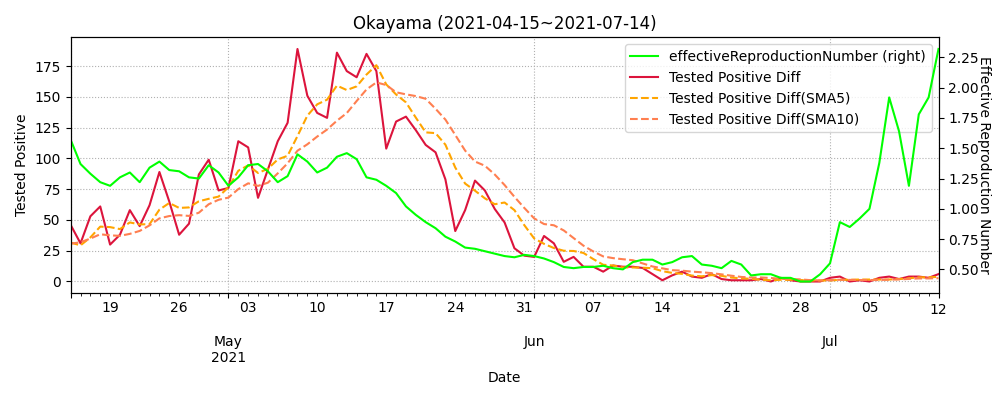 Okayama (2021-04-15~2021-07-14)
effectiveReproductionNumber (right)
Tested Positive Diff
Tested Positive Diff(SMA5)
Tested Positive Diff(SMA10)
Tested Positive
175
150
125
100
75
50
25
0
2.25
2.00
1.75
1.50
1.25
1.00
0.75
0.50
Effective Reproduction Number
19 26 03 10 17 24 31 07 14 21 28 05 12
May Jun Jul
2021
Date